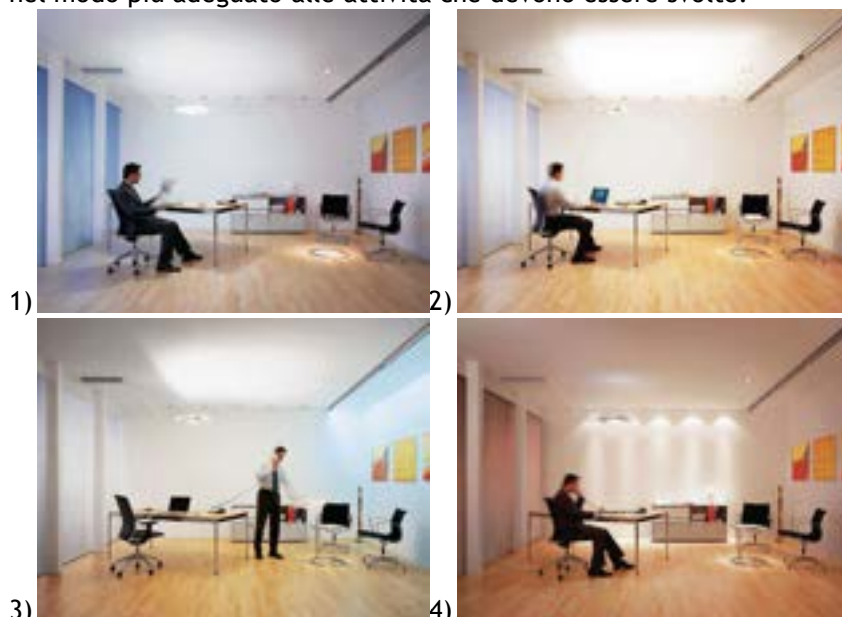 nel modo più adeguato alle attività che devono essere svolte.
1)
2)
3)
4)